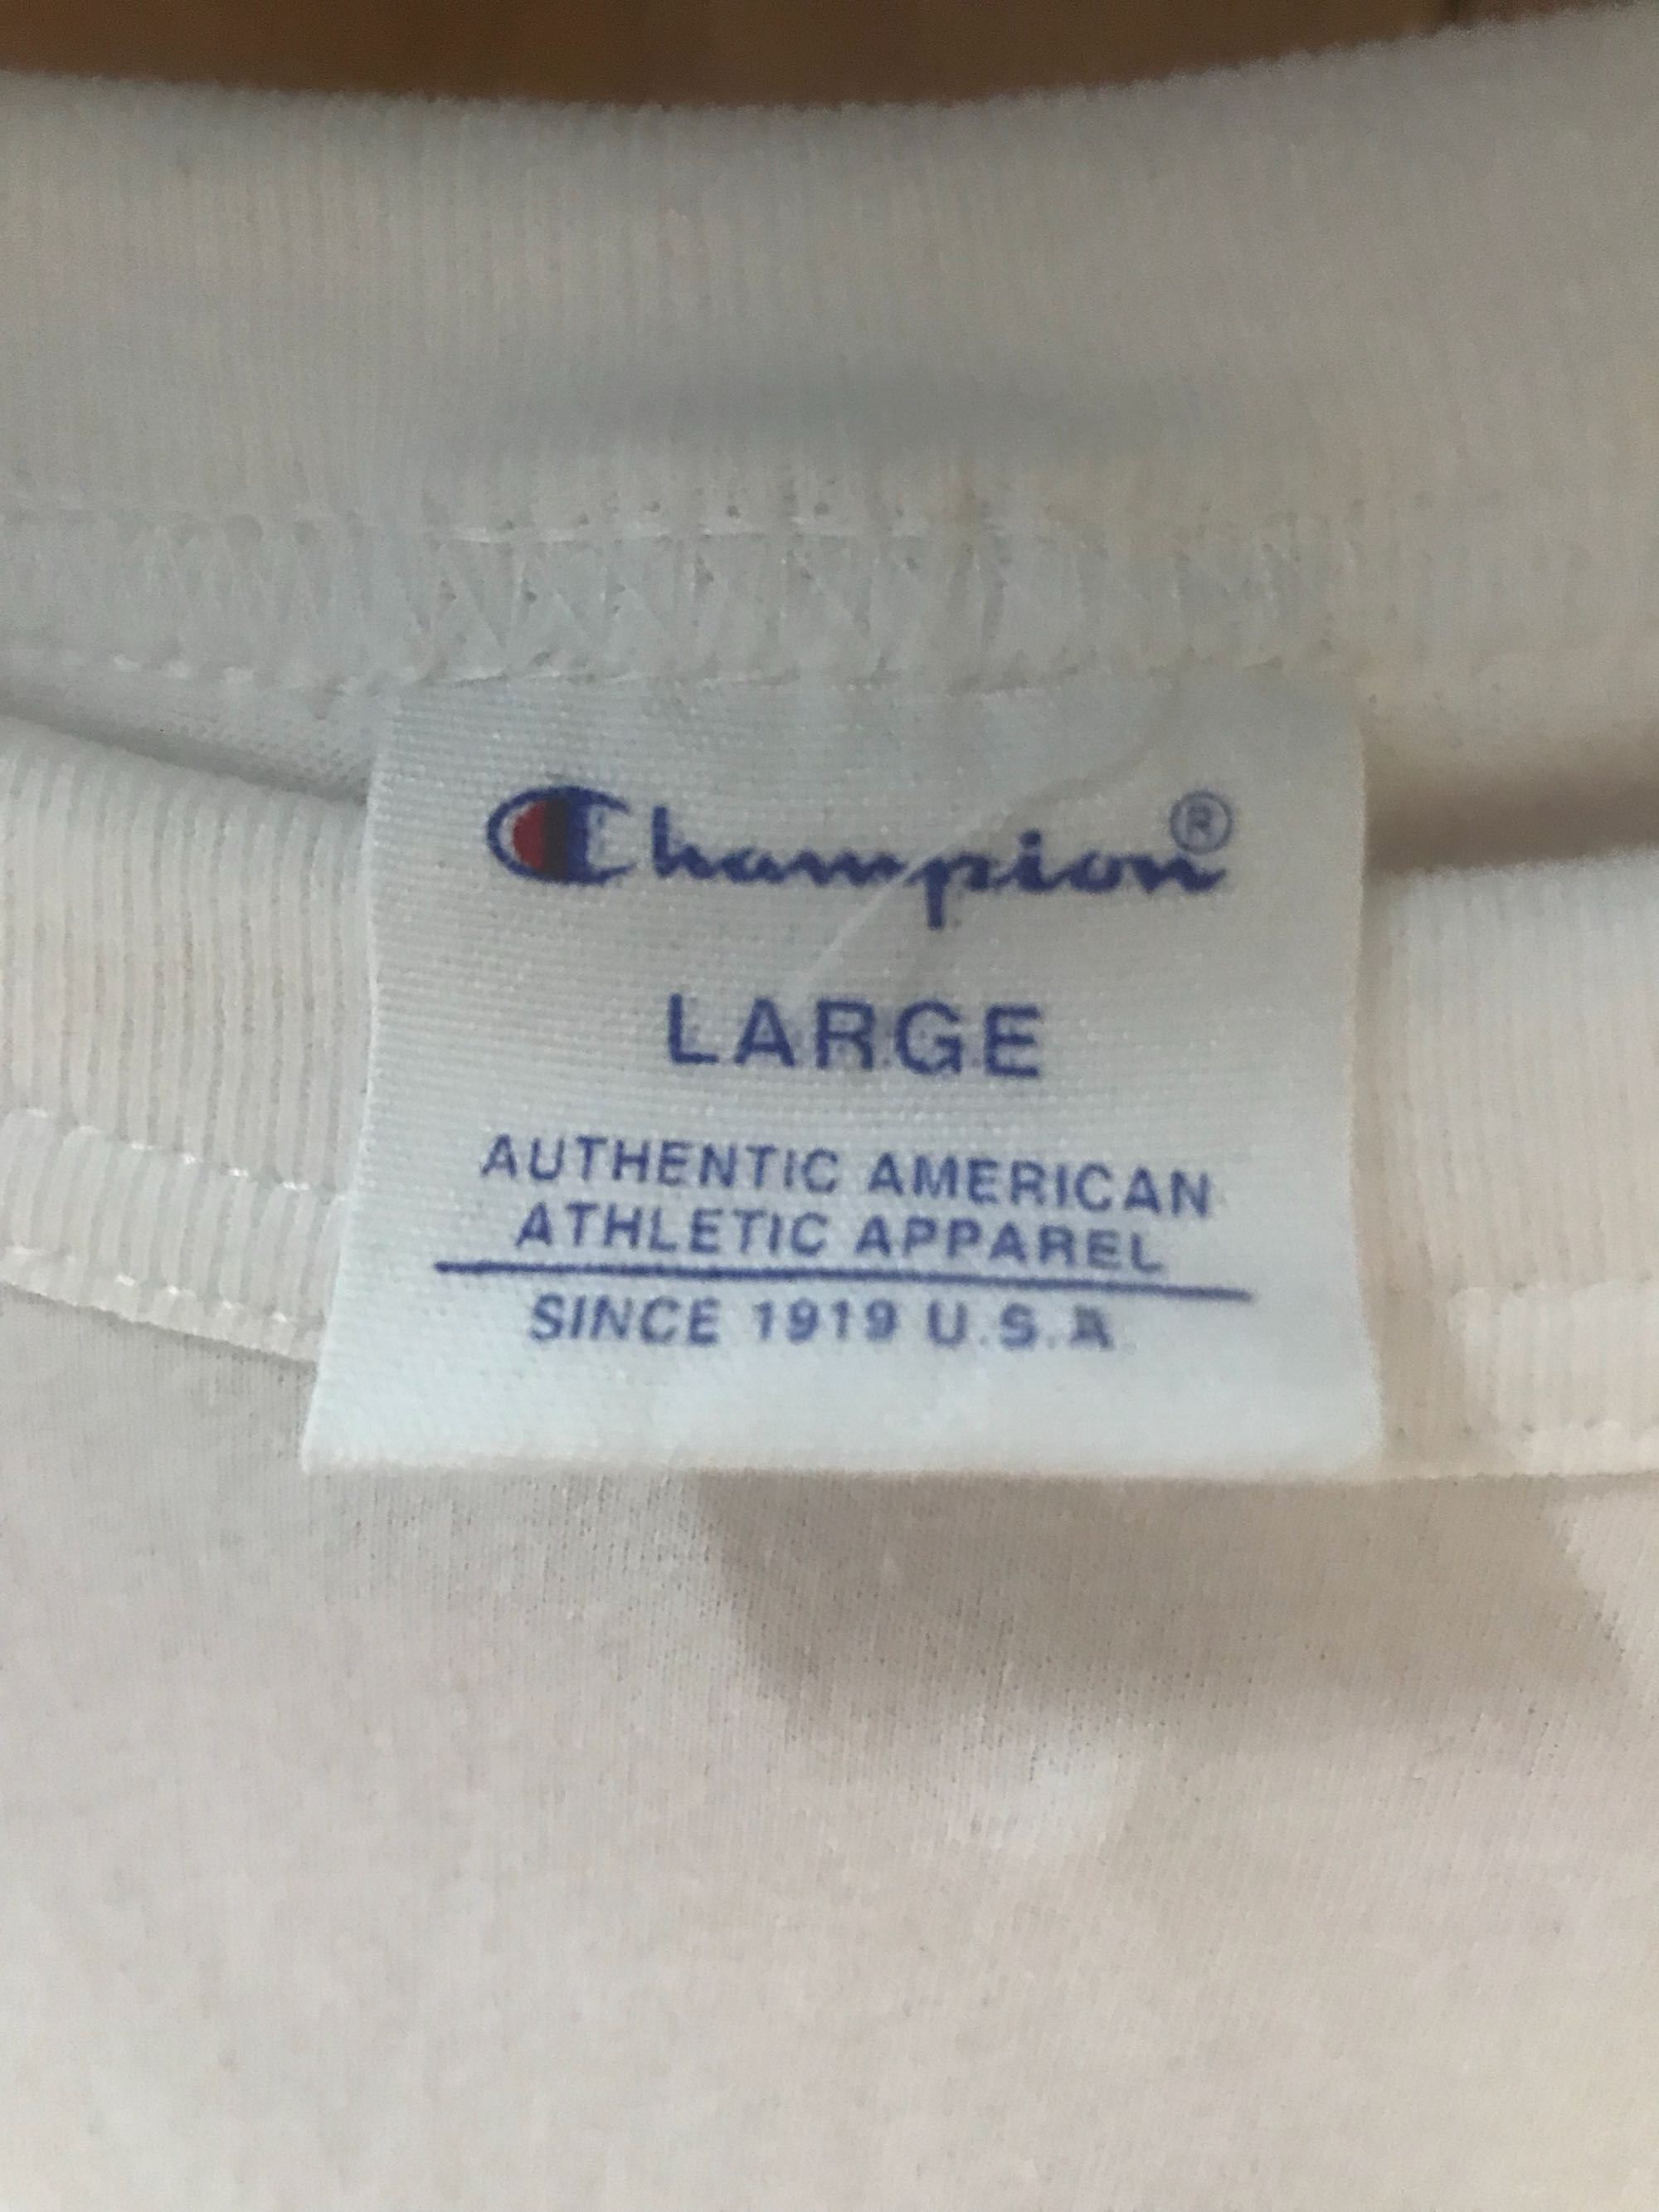 Champion®
LARGE
AUTHENTIC AMERICAN
ATHLETIC APPAREL
SINCE 1919 U.S.A